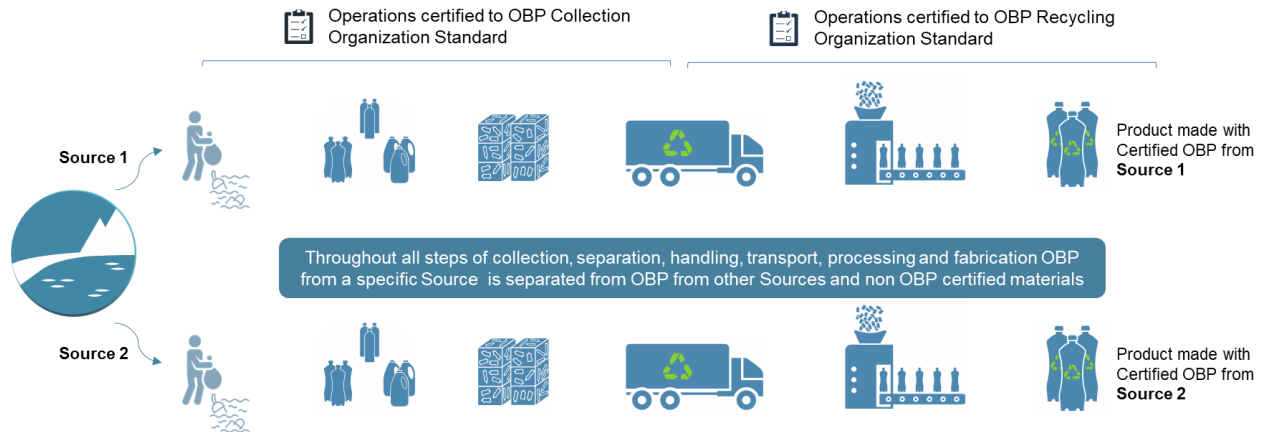 Operations certified to OBP Collection
Organization Standard
Operations certified to OBP Recycling
Organization Standard
Source 1
Product made with
Certified OBP from
Source 1
Throughout all steps of collection, separation, handling, transport, processing and fabrication OBP
from a specific Source is separated from OBP from other Sources and non OBP certified materials
Source 2
Product made with
Certified OBP from
Source 2